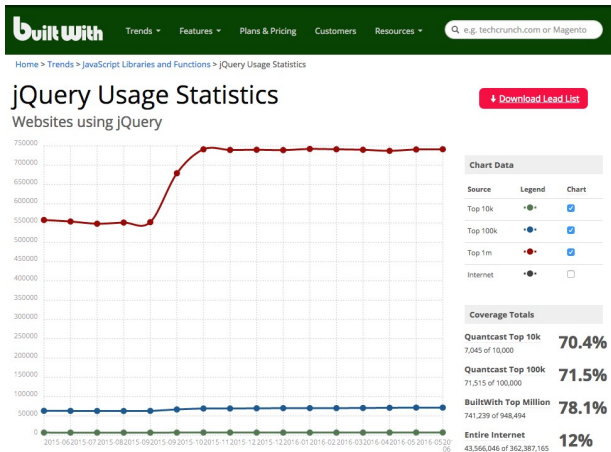 built With
Trends
Features
Plans & Pricing
Customers
Resources
e.g. techcrunch.com or Magento
Home > Trends > JavaScript Libraries and Functions > jQuery Usage Statistics
jQuery Usage Statistics
Download Lead List
Websites using jQuery
750000
700000
650000
600000
550000
500000
450000
400000
350000
300000
250000
200000
150000
100000
50000
0
2015-06 2015-07 2015-08 2015-09 2015-09 2015-10 2015-11 2015-12 2015-12 2016-01 2016-02 2016-03 2016-04 2016-05 2016-05 20
06
Chart Data
Source Legend Chart
Top 10k
Top 100k
Top 1m
Internet
Coverage Totals
Quantcast Top 10k
7,045 of 10,000
70.4%
Quantcast Top 100k
71,515 of 100,000
71.5%
BuiltWith Top Million
741,239 of 948,494
78.1%
Entire Internet
43,566,046 of 362,387,165
12%